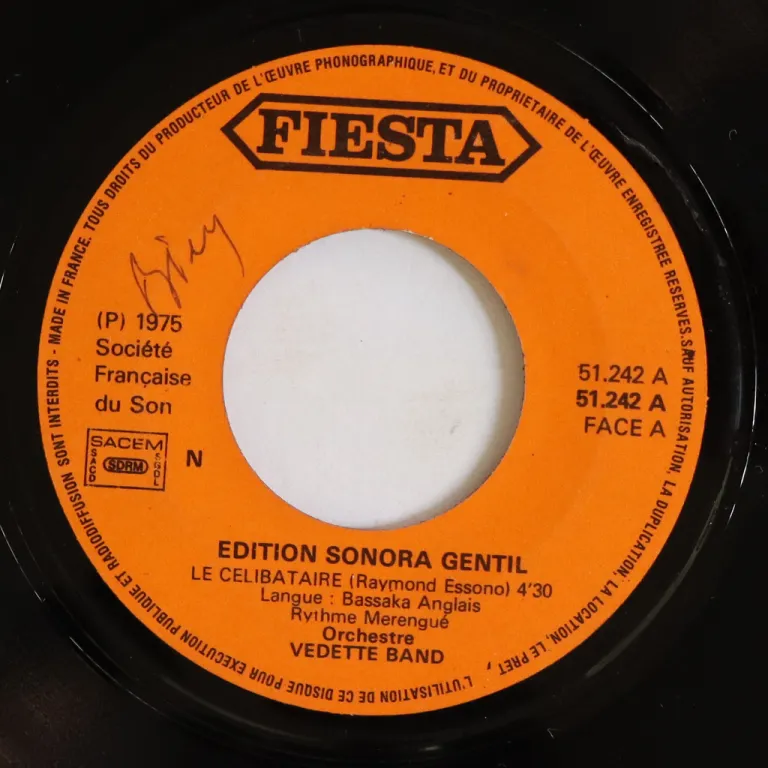 TOUS DROITS DU PRODUCTEUR DE L'ŒUVRE PHONOGRAPHIQUE, ET DU PROPRIETAIRE DE L'ŒUVRE ENREGISTREE RESERVES. SAUF AUTORISATION, LA DUPLICATION, LA LOCATION, LE PRET, L'UTILISATION DE CE DISQUE POUR EXECUTION PUBLIQUE ET RADIODIFFUSION SONT INTERDITS - MADE IN FRANCE.
FIESTA
(P) 1975
Société
Française
du Son
SACEM
SACD
SDRM
SGDL
N
51.242 A
51.242 A
FACE A
EDITION SONORA GENTIL
LE CELIBATAIRE (Raymond Essono) 4'30
Langue : Bassaka Anglais
Rythme Merengué
Orchestre
VEDETTE BAND